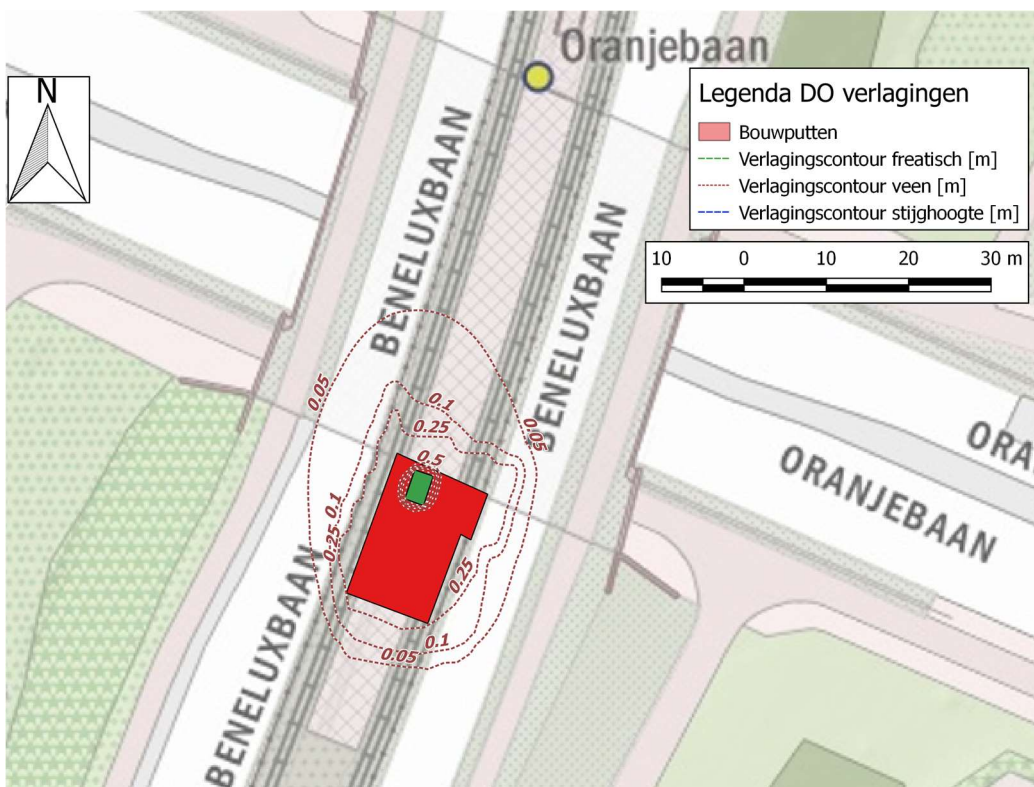 Oranjebaan
N
Legenda DO verlagingen
Bouwputten
Verlagingscontour freatisch [m]
Verlagingscontour veen [m]
Verlagingscontour stijghoogte [m]
10 0 10 20 30 m
BENELUXBAAN
BENELUXBAAN
0.05
0.1
0.25
0.05
0.5
0.1
0.25
0.25
0.1
0.05
ORANJEBAAN
ORA
BENELUXBAAN